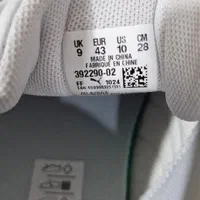 UK EUR US CM
9 43 10 28
MADE IN CHINA
FABRIQUÉ EN CHINE
392290-02
1024